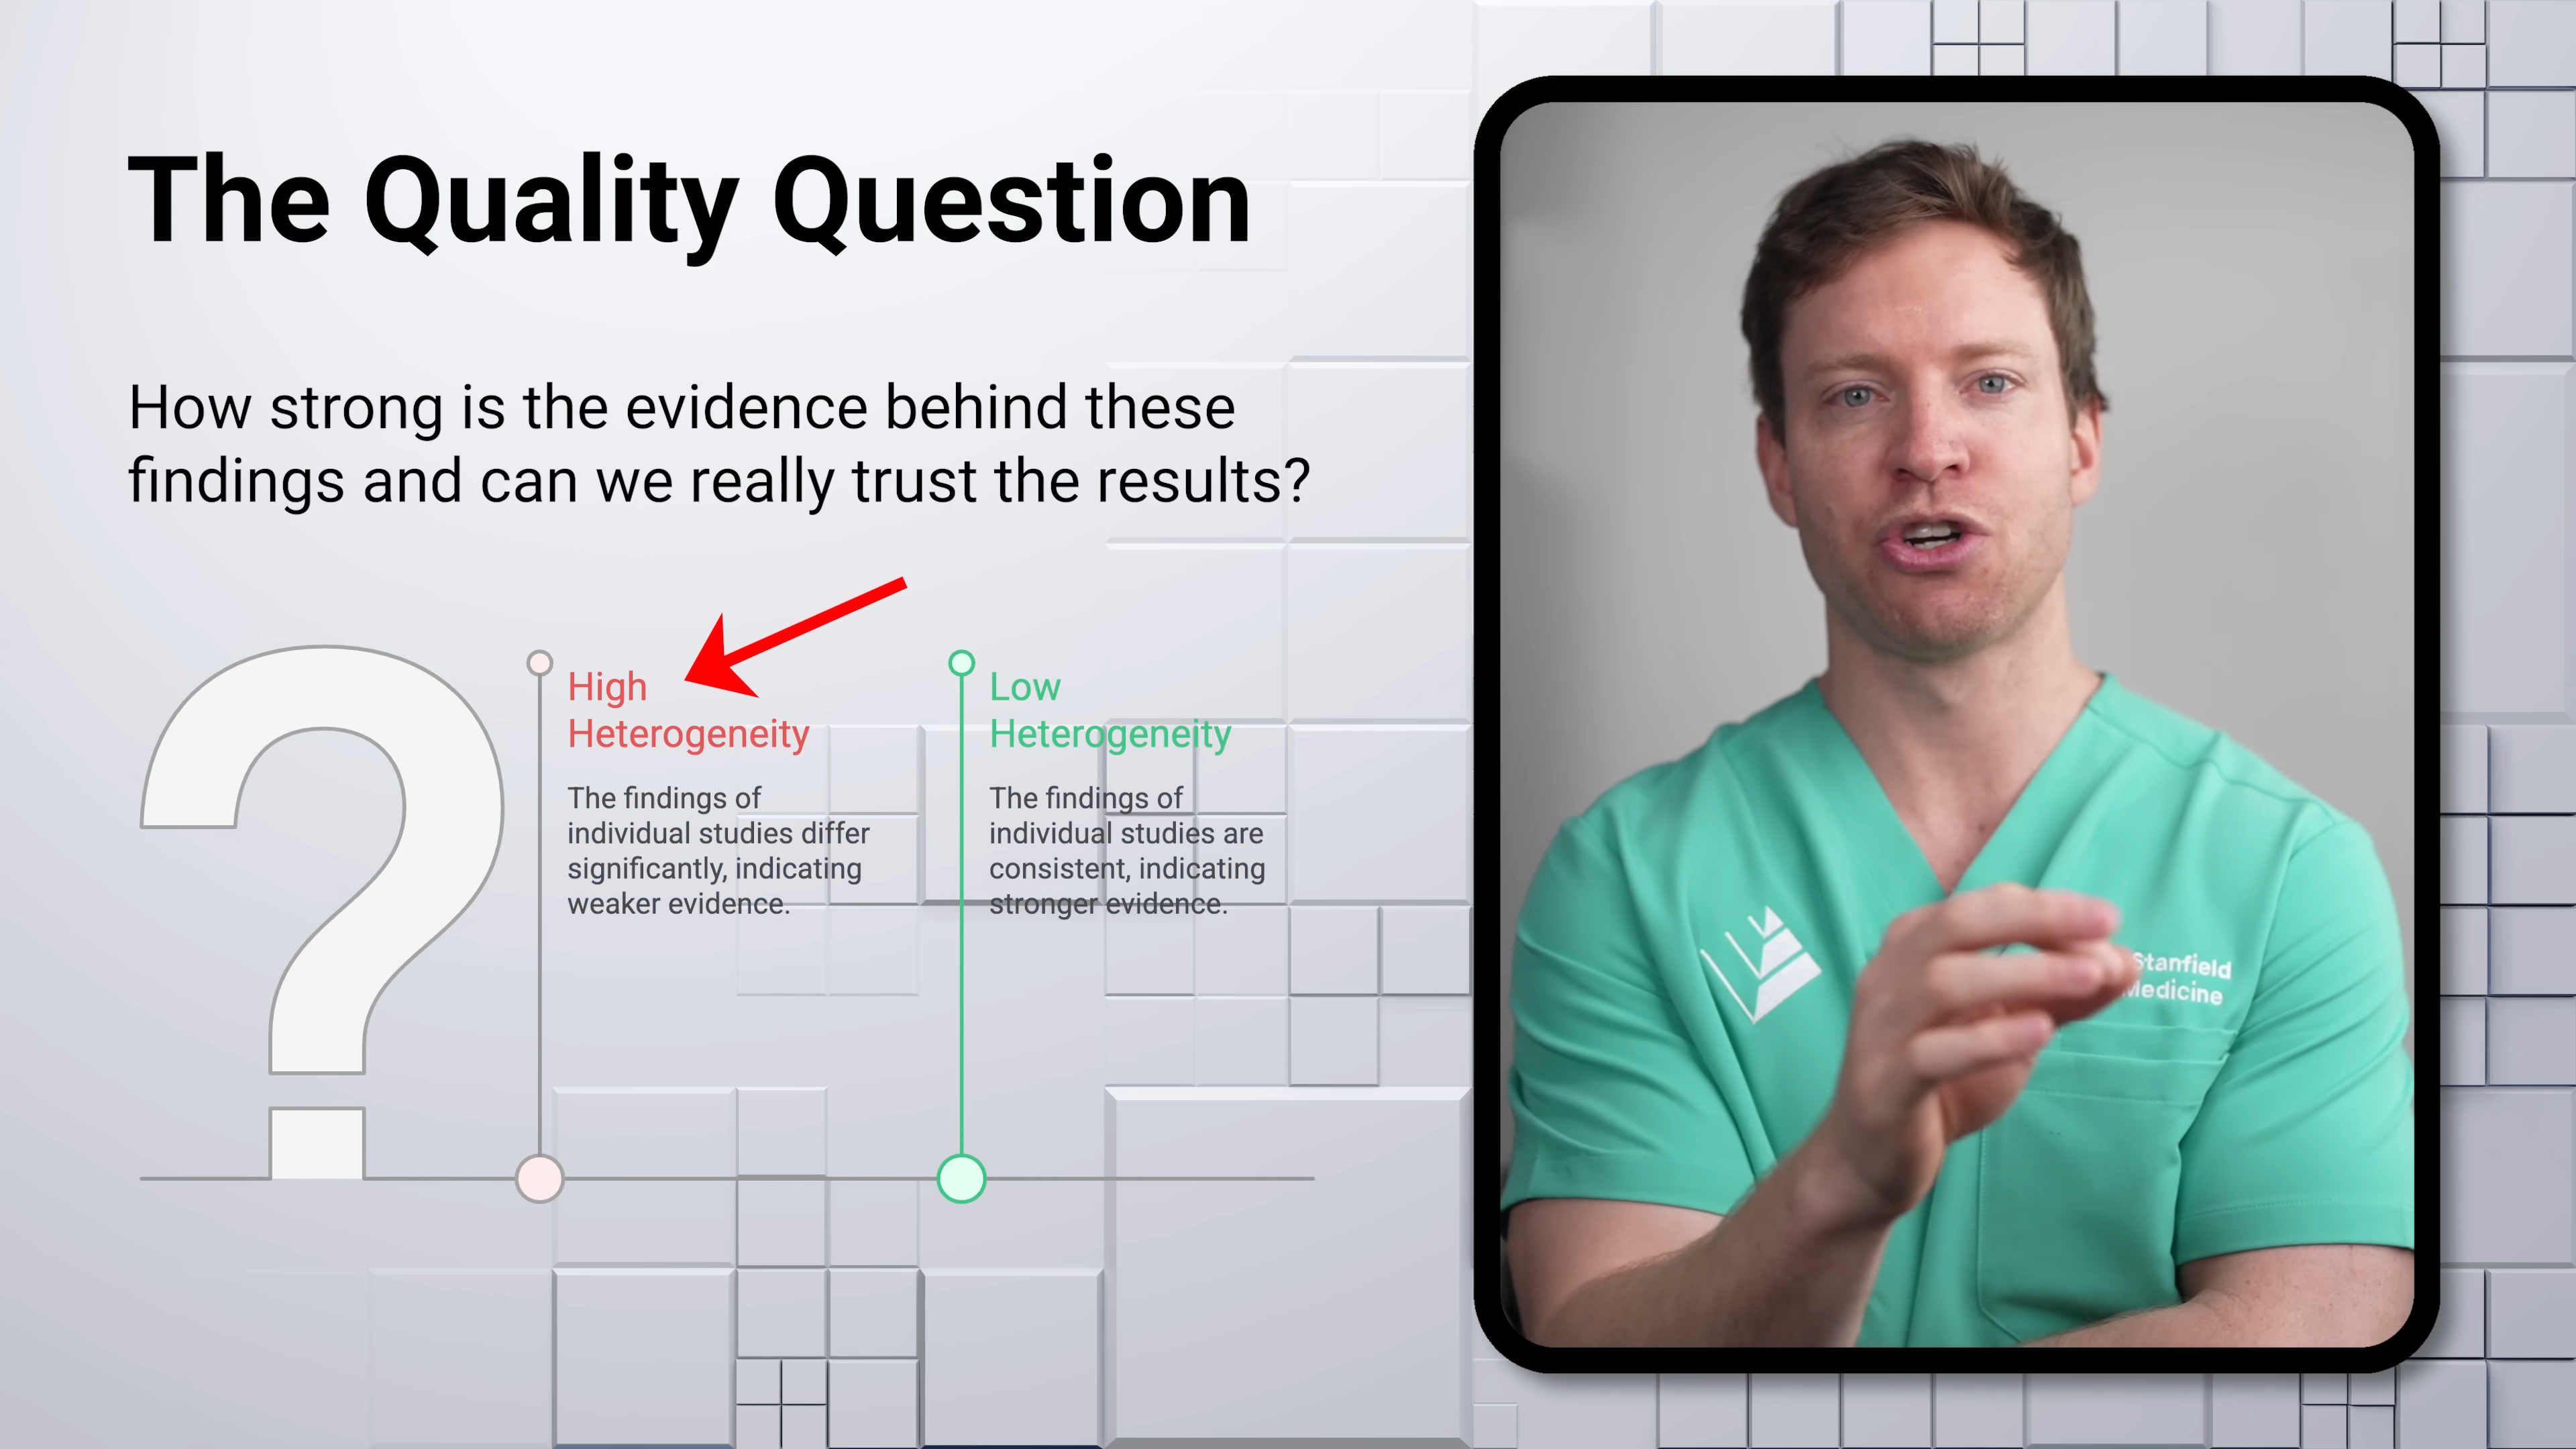 The Quality Question
How strong is the evidence behind these
findings and can we really trust the results?
High
Heterogeneity
The findings of
individual studies differ
significantly, indicating
weaker evidence.
Low
Heterogeneity
The findings of
individual studies are
consistent, indicating
stronger evidence.
Stanfield
Medicine